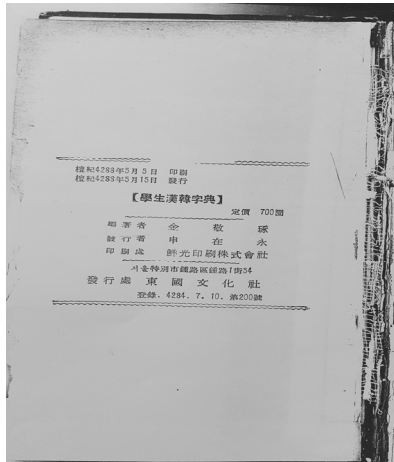 檀紀4288年5月5日 印刷
檀紀4288年5月15日 發行
【學生漢韓字典】
定價 700圜
編著者 金敬琢
發行者 申在永
印刷處 鮮光印刷株式會社
서울特別市鍾路區鍾路1街54
發行處 東國文化社
登錄. 4284. 7. 10. 第200號